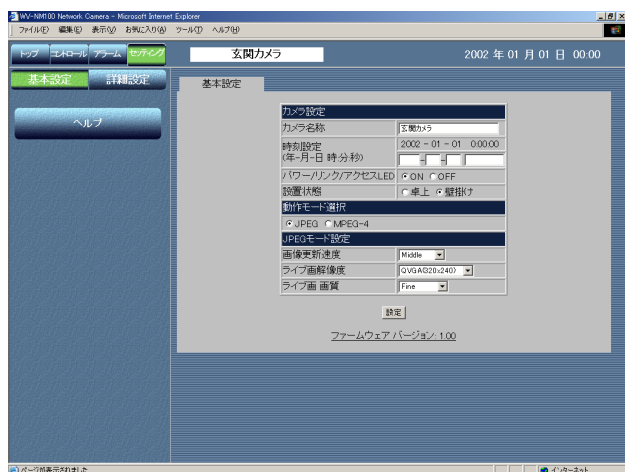 WV-NM100 Network Camera - Microsoft Internet Explorer
ファイル(F) 編集(E) 表示(V) お気に入り(A) ツール(T) ヘルプ(H)
トップ コントロール アラーム セッティング 玄関カメラ 2002 年 01 月 01 日 00:00
基本設定 詳細設定
ヘルプ
基本設定
カメラ設定
カメラ名称 玄関カメラ
時刻設定 2002 - 01 - 01 0:00:00
(年-月-日 時:分:秒) - -
パワー/リンク/アクセスLED ON OFF
設置状態 卓上 壁掛け
動作モード選択
JPEG MPEG-4
JPEGモード設定
画像更新速度 Middle
ライブ画解像度 QVGA(320x240)
ライブ画 画質 Fine
設定
ファームウェア バージョン: 1.00
ページが表示されました インターネット